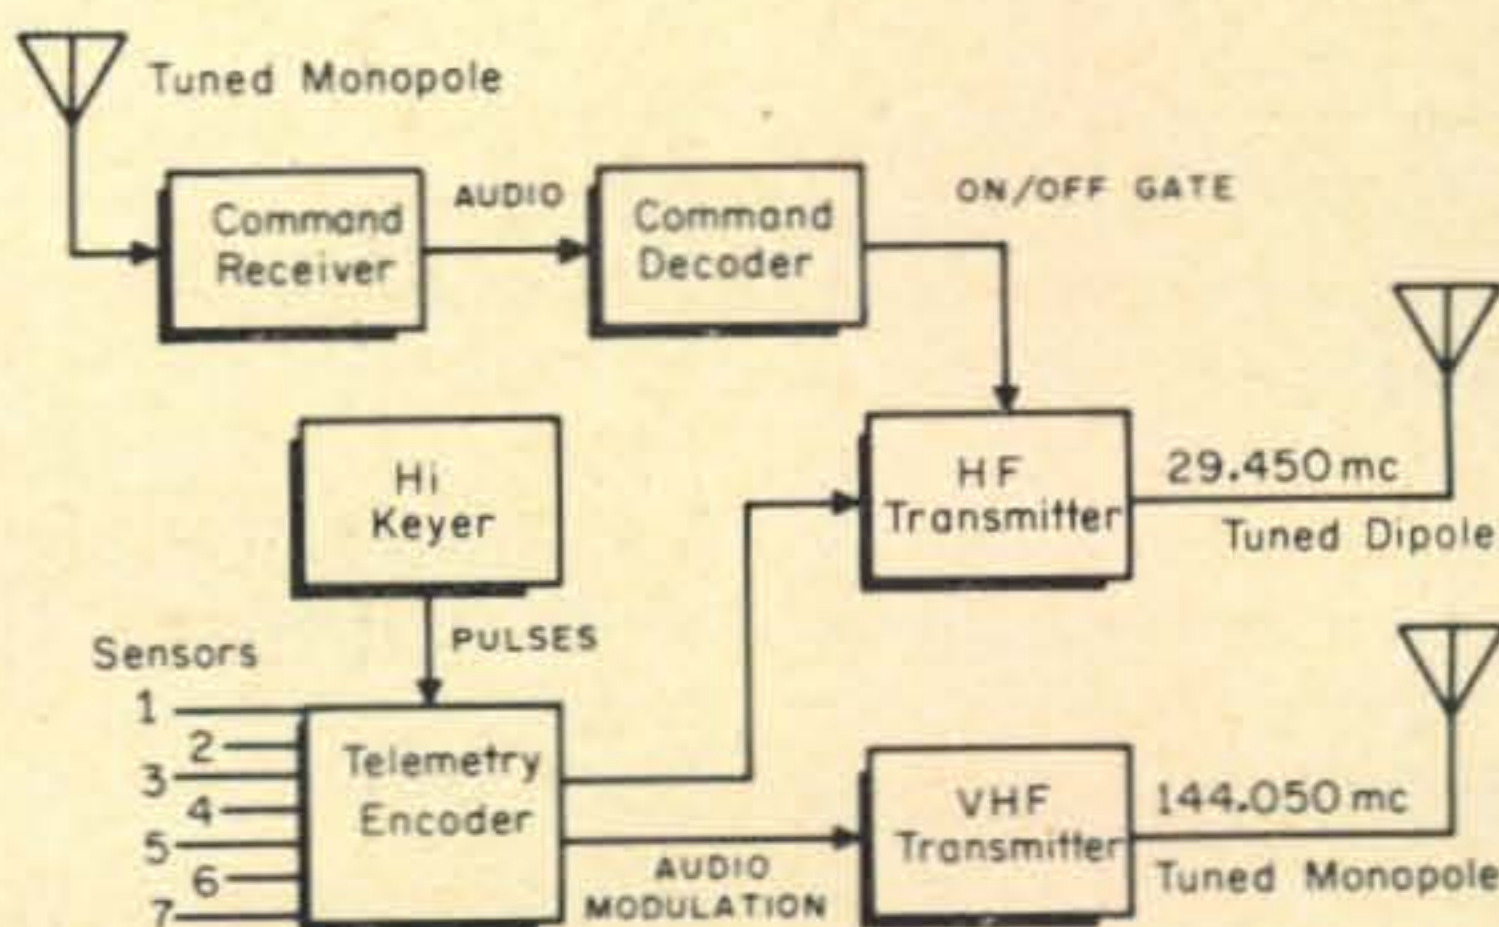 Tuned Monopole
AUDIO
ON/OFF GATE
Command
Receiver
Command
Decoder
Hi
Keyer
HF
Transmitter
29.450 mc
Tuned Dipole
PULSES
Sensors
1
2
3
4
5
6
7
Telemetry
Encoder
VHF
Transmitter
144.050 mc
Tuned Monopole
AUDIO
MODULATION